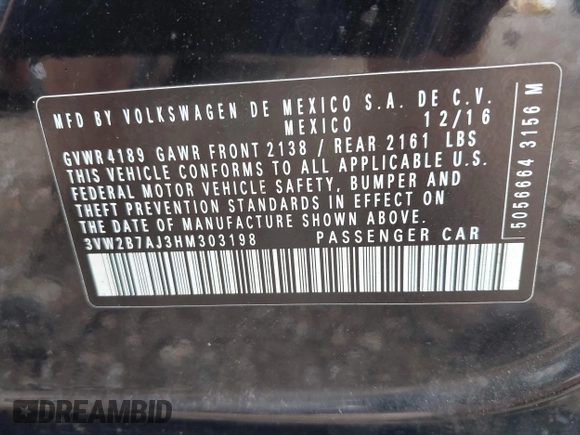 MFD BY VOLKSWAGEN DE MEXICO S.A. DE C.V.
MEXICO 12/16
GVWR4189 GAWR FRONT 2138 / REAR 2161 LBS
THIS VEHICLE CONFORMS TO ALL APPLICABLE U.S.
FEDERAL MOTOR VEHICLE SAFETY, BUMPER AND
THEFT PREVENTION STANDARDS IN EFFECT ON
THE DATE OF MANUFACTURE SHOWN ABOVE.
3VW2B7AJ3HM303198 PASSENGER CAR
5056664 3156 M
DREAMBID